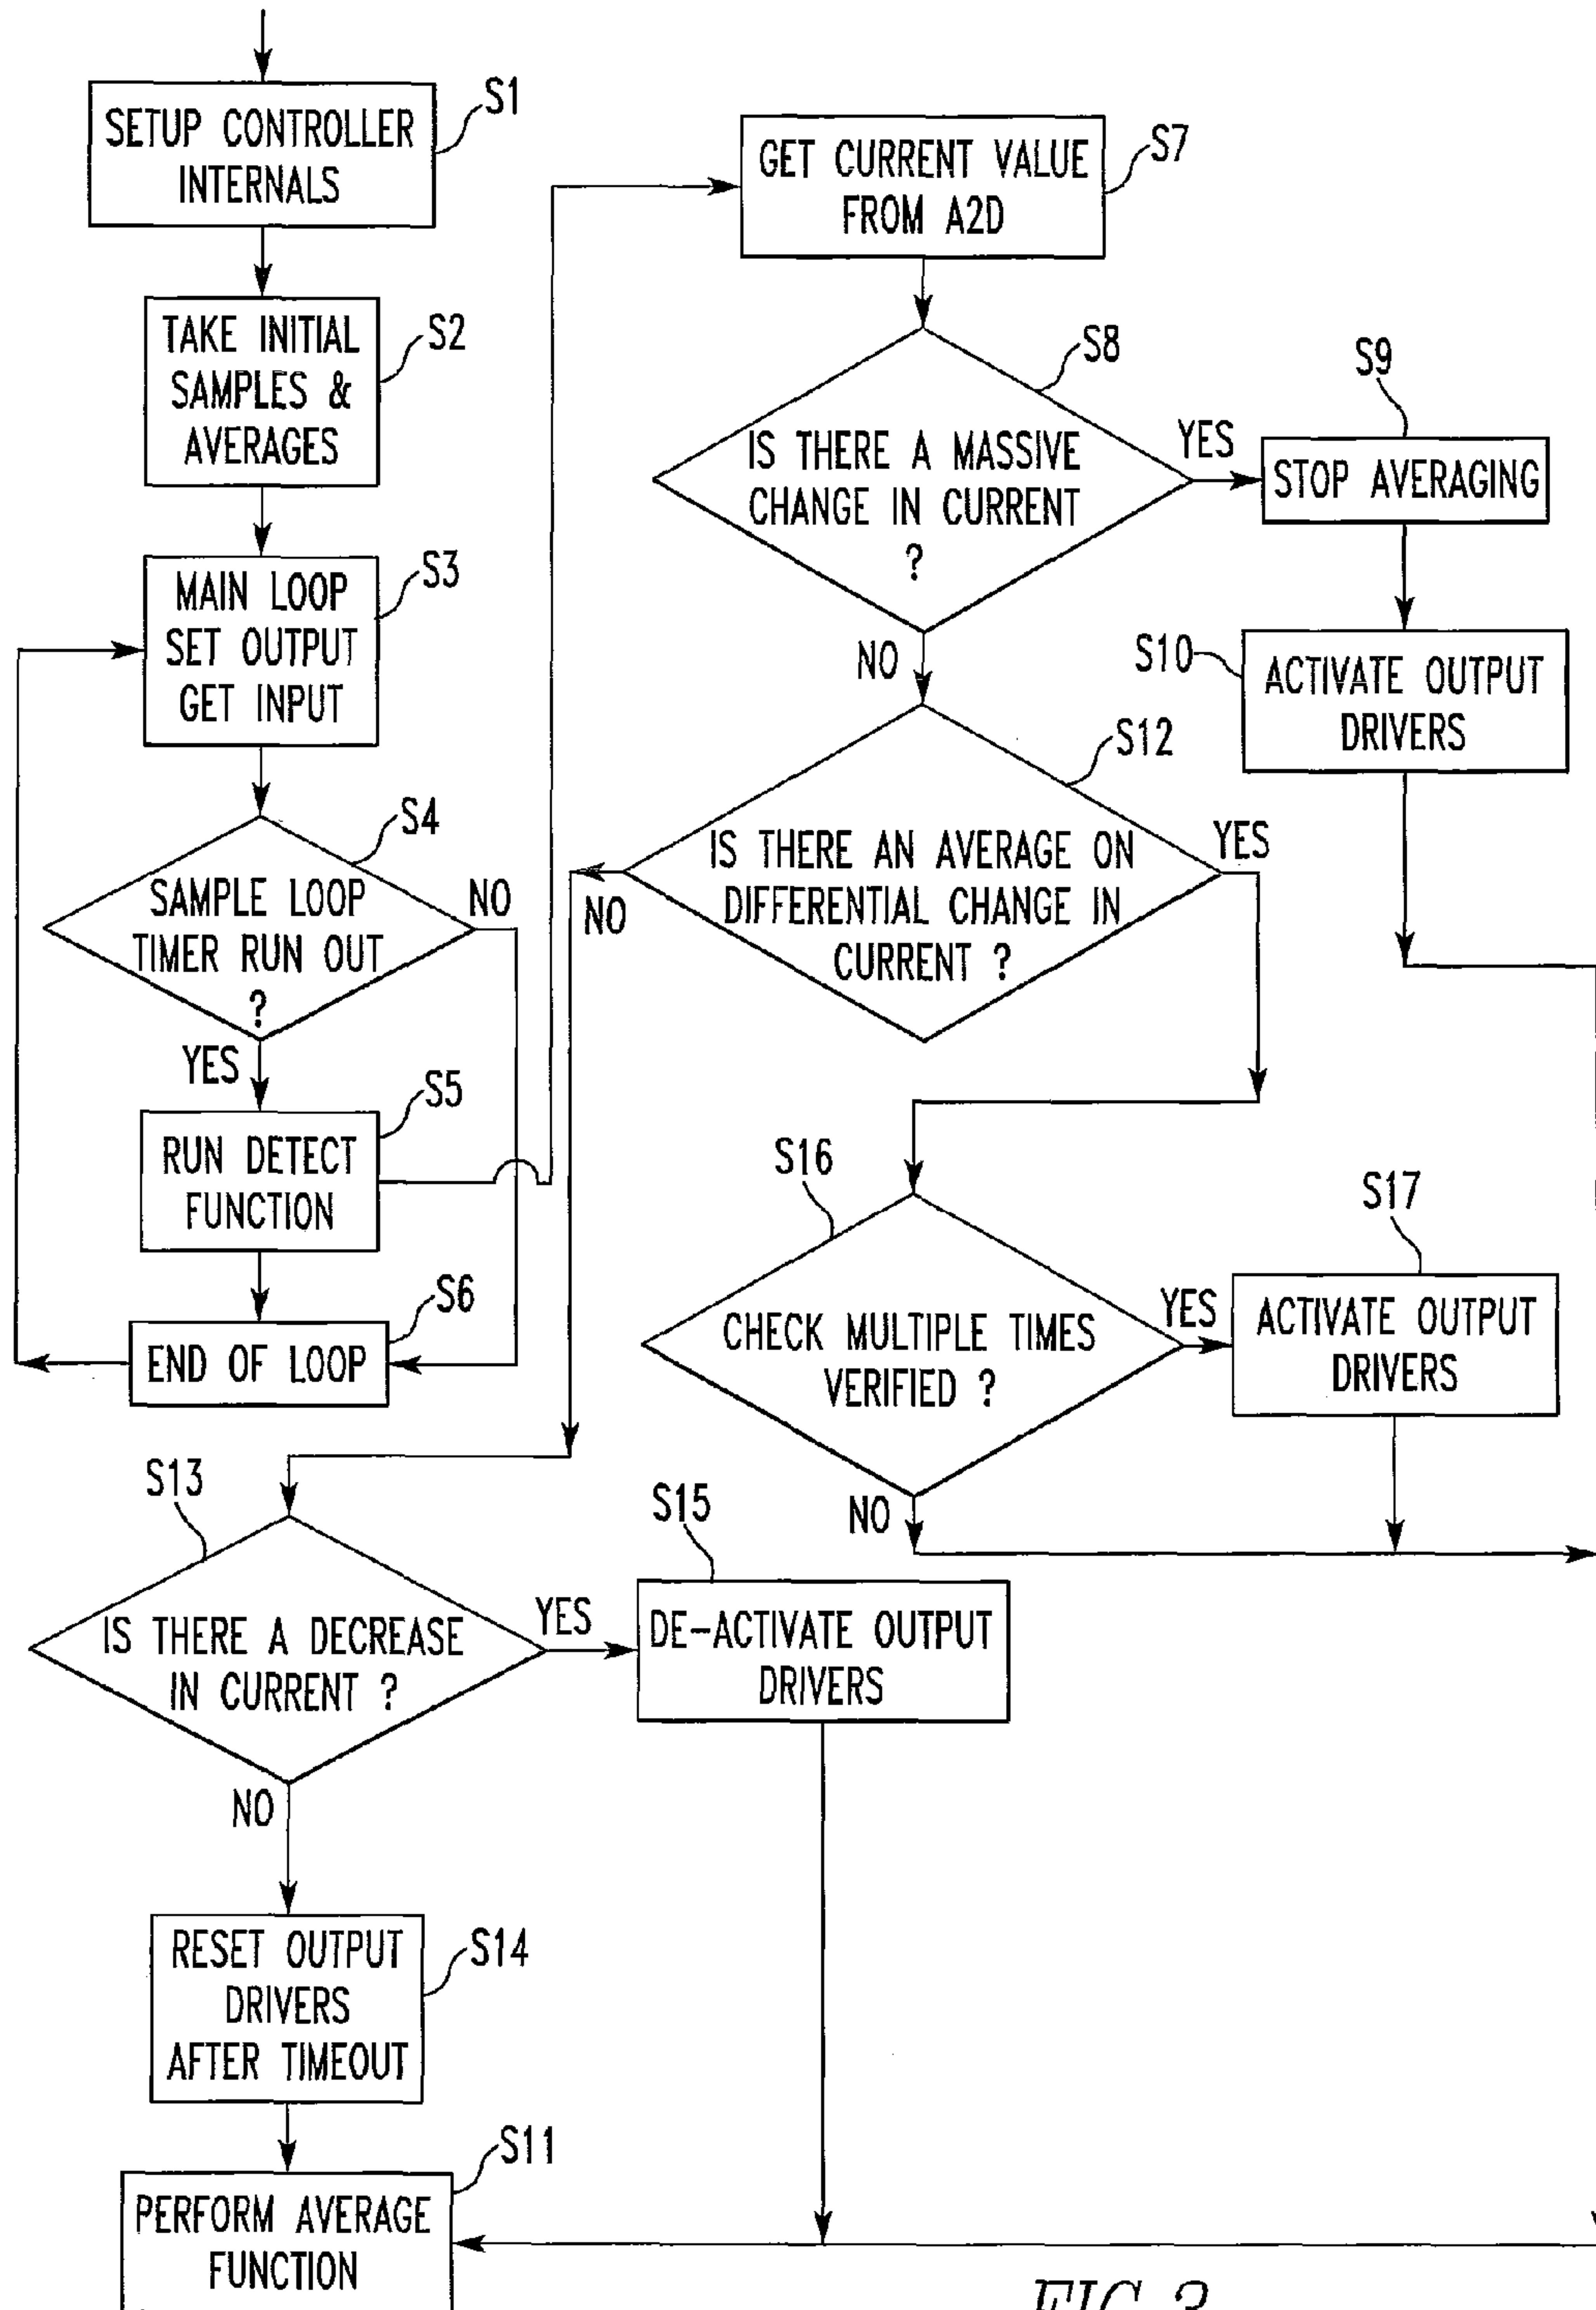 SETUP CONTROLLER
INTERNALS
S1
TAKE INITIAL
SAMPLES &
AVERAGES
S2
MAIN LOOP
SET OUTPUT
GET INPUT
S3
SAMPLE LOOP
TIMER RUN OUT
?
S4
NO
YES
RUN DETECT
FUNCTION
S5
END OF LOOP
S6
GET CURRENT VALUE
FROM A2D
S7
IS THERE A MASSIVE
CHANGE IN CURRENT
?
S8
YES
NO
STOP AVERAGING
S9
ACTIVATE OUTPUT
DRIVERS
S10
IS THERE AN AVERAGE ON
DIFFERENTIAL CHANGE IN
CURRENT ?
S12
YES
NO
CHECK MULTIPLE TIMES
VERIFIED ?
S16
YES
NO
ACTIVATE OUTPUT
DRIVERS
S17
IS THERE A DECREASE
IN CURRENT ?
S13
YES
NO
DE-ACTIVATE OUTPUT
DRIVERS
S15
RESET OUTPUT
DRIVERS
AFTER TIMEOUT
S14
PERFORM AVERAGE
FUNCTION
S11